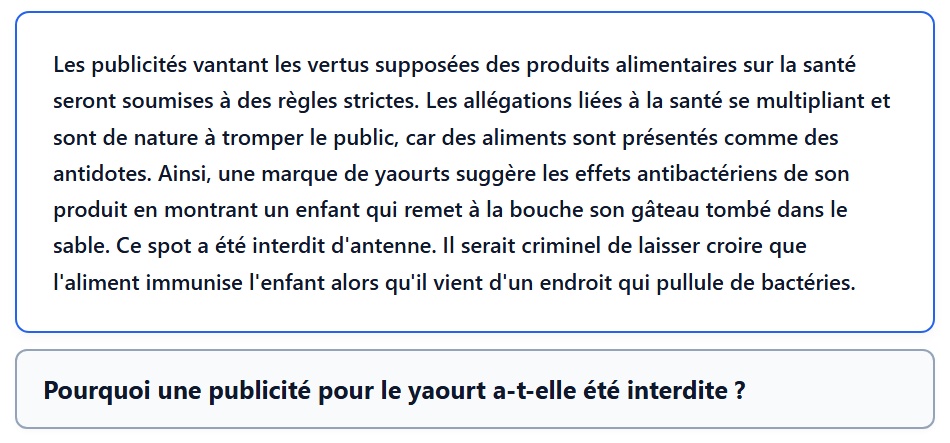 Les publicités vantant les vertus supposées des produits alimentaires sur la santé
seront soumises à des règles strictes. Les allégations liées à la santé se multipliant et
sont de nature à tromper le public, car des aliments sont présentés comme des
antidotes. Ainsi, une marque de yaourts suggère les effets antibactériens de son
produit en montrant un enfant qui remet à la bouche son gâteau tombé dans le
sable. Ce spot a été interdit d'antenne. Il serait criminel de laisser croire que
l'aliment immunise l'enfant alors qu'il vient d'un endroit qui pullule de bactéries.
Pourquoi une publicité pour le yaourt a-t-elle été interdite ?